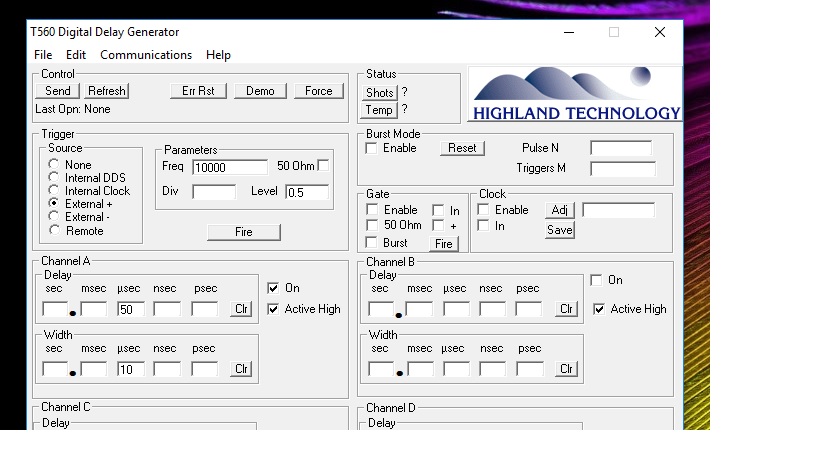 T560 Digital Delay Generator
File Edit Communications Help
Control
Send Refresh Err Rst Demo Force
Last Opn: None
Status
Shots ?
Temp ?
HIGHLAND TECHNOLOGY
Trigger
Source
None
Internal DDS
Internal Clock
External +
External -
Remote
Parameters
Freq 10000 50 Ohm
Div Level 0.5
Fire
Burst Mode
Enable Reset Pulse N
Triggers M
Gate
Enable In
50 Ohm +
Burst Fire
Clock
Enable Adj
In Save
Channel A
Delay
sec msec µsec nsec psec
. 50 Clr
On
Active High
Width
sec msec µsec nsec psec
. 10 Clr
Channel B
Delay
sec msec µsec nsec psec
. Clr
On
Active High
Width
sec msec µsec nsec psec
. Clr
Channel C
Delay
Channel D
Delay